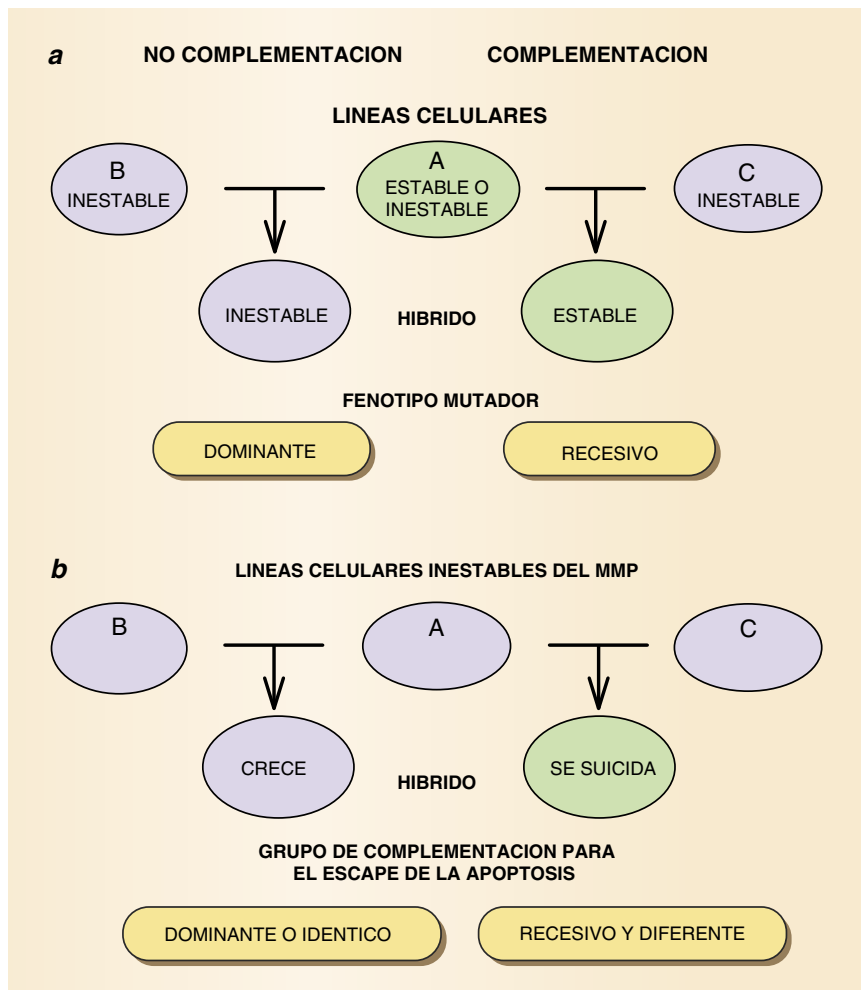 a
NO COMPLEMENTACION
COMPLEMENTACION
LINEAS CELULARES
B
INESTABLE
A
ESTABLE O
INESTABLE
C
INESTABLE
INESTABLE
HIBRIDO
ESTABLE
FENOTIPO MUTADOR
DOMINANTE
RECESIVO
b
LINEAS CELULARES INESTABLES DEL MMP
B
A
C
CRECE
HIBRIDO
SE SUICIDA
GRUPO DE COMPLEMENTACION PARA
EL ESCAPE DE LA APOPTOSIS
DOMINANTE O IDENTICO
RECESIVO Y DIFERENTE